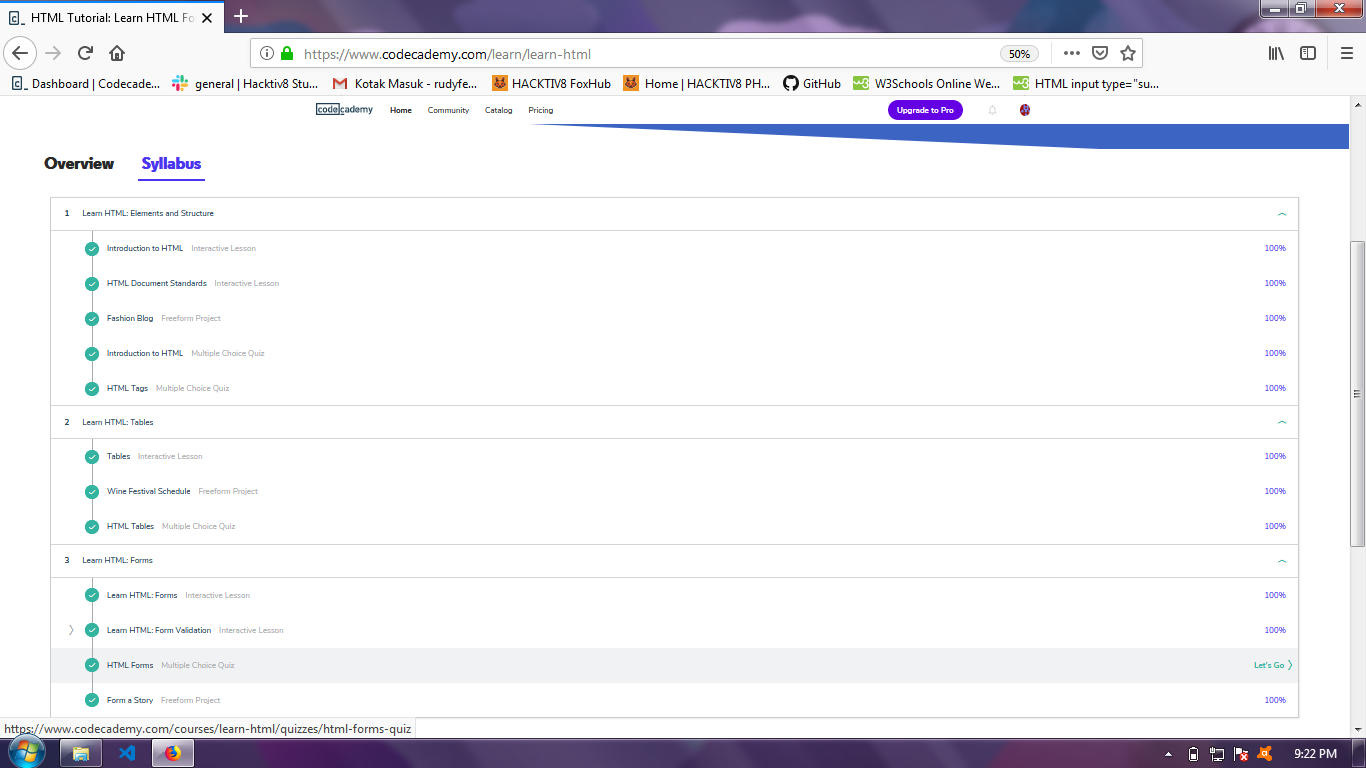 HTML Tutorial: Learn HTML Fo
https://www.codecademy.com/learn/learn-html 50%
Dashboard | Codecade... general | Hacktiv8 Stu... Kotak Masuk - rudyfe... HACKTIV8 FoxHub Home | HACKTIV8 PH... GitHub W3Schools Online We... HTML input type="su...
codecademy Home Community Catalog Pricing Upgrade to Pro
Overview Syllabus
1 Learn HTML: Elements and Structure
Introduction to HTML Interactive Lesson 100%
HTML Document Standards Interactive Lesson 100%
Fashion Blog Freeform Project 100%
Introduction to HTML Multiple Choice Quiz 100%
HTML Tags Multiple Choice Quiz 100%
2 Learn HTML: Tables
Tables Interactive Lesson 100%
Wine Festival Schedule Freeform Project 100%
HTML Tables Multiple Choice Quiz 100%
3 Learn HTML: Forms
Learn HTML: Forms Interactive Lesson 100%
Learn HTML: Form Validation Interactive Lesson 100%
HTML Forms Multiple Choice Quiz Let's Go
Form a Story Freeform Project 100%
https://www.codecademy.com/courses/learn-html/quizzes/html-forms-quiz
9:22 PM